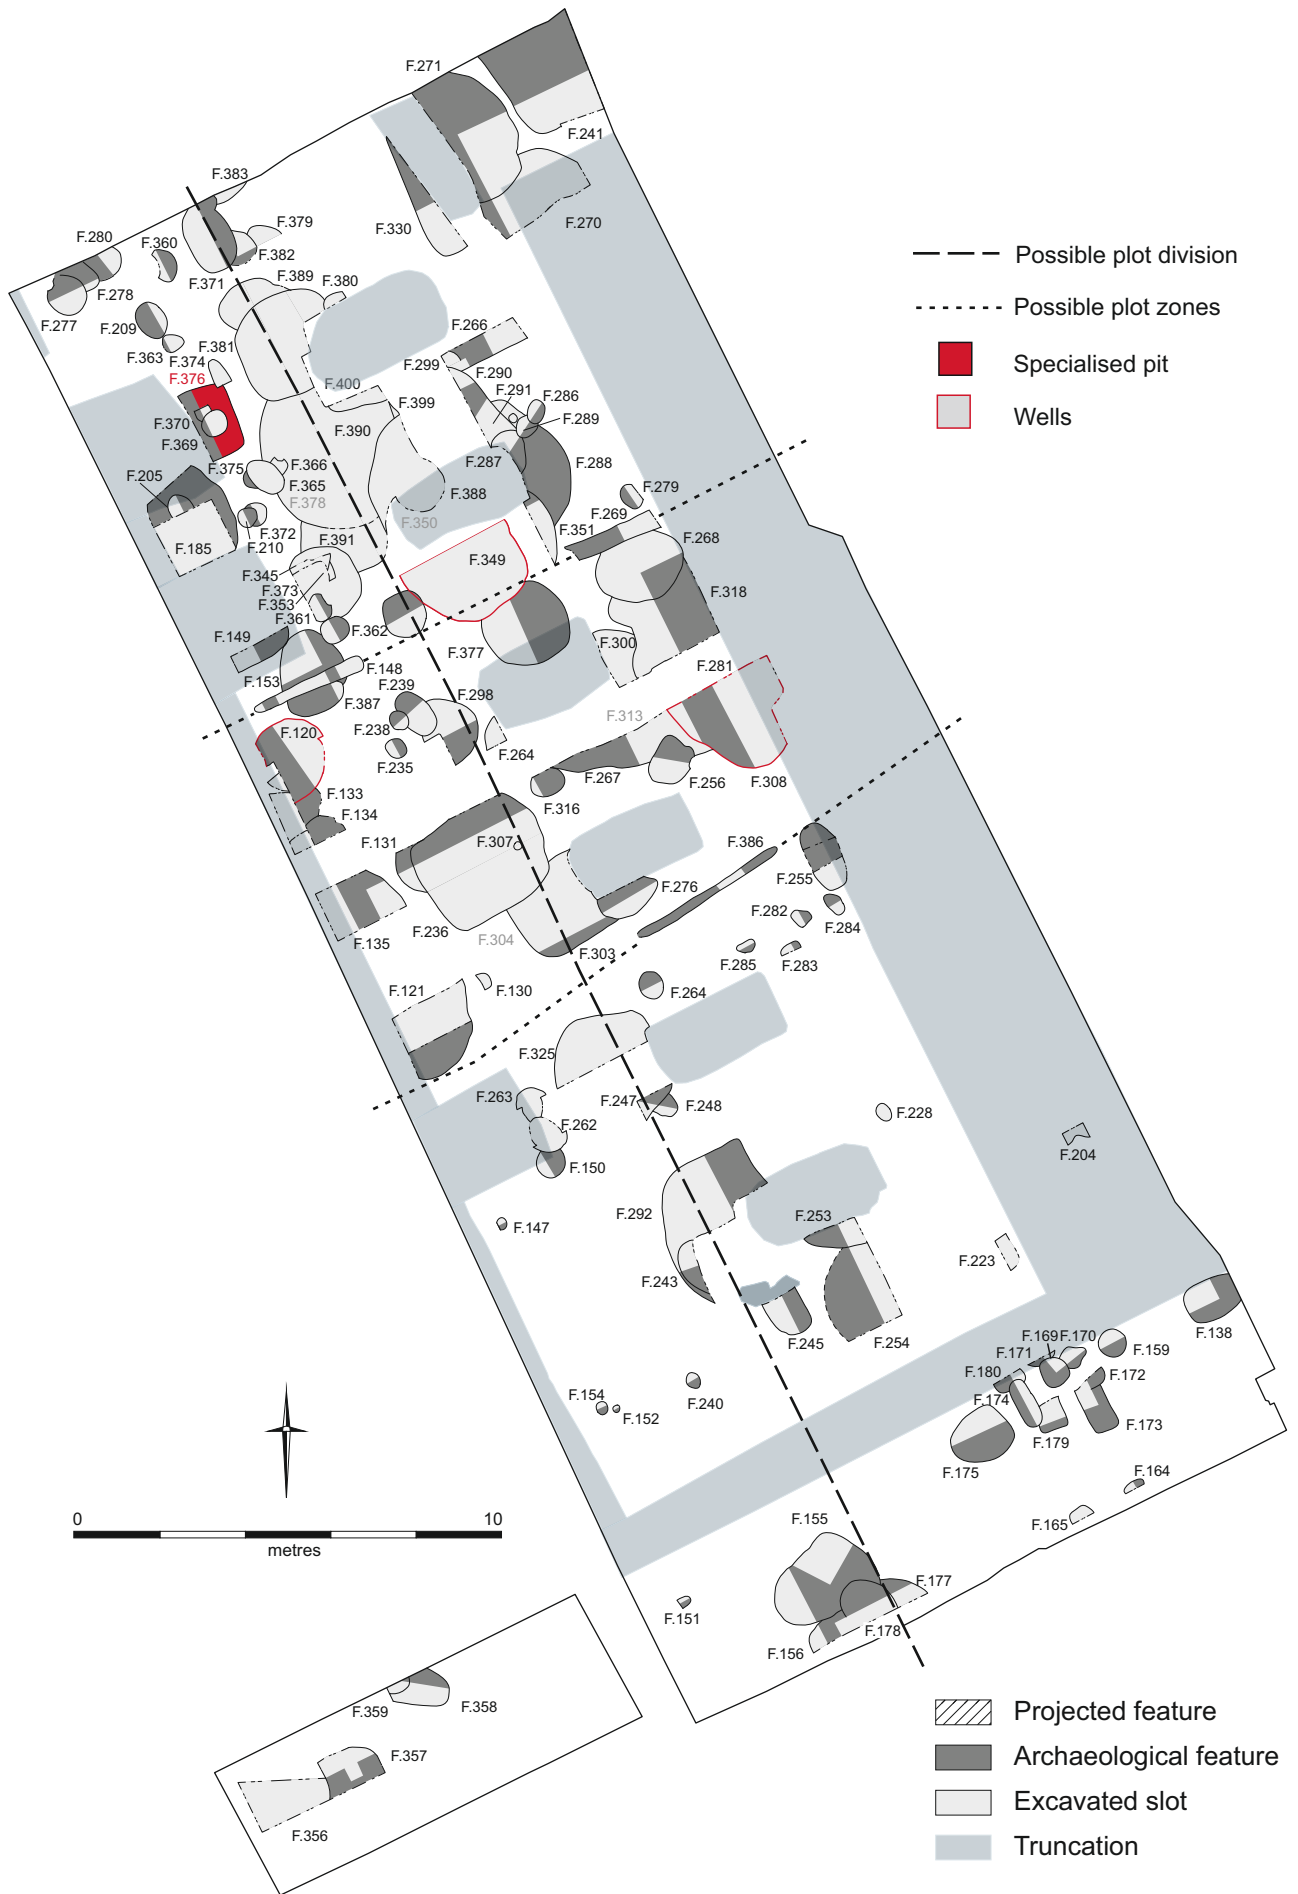 F.271
F.241
F.383
F.379
F.330
F.270
F.280
F.360
F.382
F.371
F.389
F.380
F.278
F.277
F.209
F.266
F.381
F.363
F.374
F.299
F.290
F.376
F.400
F.291
F.286
F.399
F.370
F.289
F.390
F.369
F.287
F.366
F.375
F.288
F.205
F.365
F.279
F.388
F.378
F.269
F.350
F.351
F.372
F.268
F.185
F.210
F.391
F.349
F.345
F.373
F.318
F.353
F.361
F.149
F.362
F.300
F.377
F.148
F.281
F.153
F.239
F.298
F.387
F.313
F.238
F.120
F.264
F.235
F.267
F.256
F.308
F.133
F.316
F.134
F.131
F.307
F.386
F.255
F.276
F.282
F.236
F.284
F.304
F.135
F.303
F.285
F.283
F.121
F.130
F.264
F.325
F.263
F.247
F.248
F.228
F.262
F.204
F.150
F.292
F.253
F.147
F.223
F.243
F.245
F.254
F.138
F.169
F.170
F.171
F.159
F.180
F.172
F.154
F.174
F.152
F.240
F.179
F.173
F.175
F.164
F.155
F.165
F.177
F.151
F.178
F.156
F.359
F.358
F.357
F.356
Possible plot division
Possible plot zones
Specialised pit
Wells
0 10
metres
Projected feature
Archaeological feature
Excavated slot
Truncation